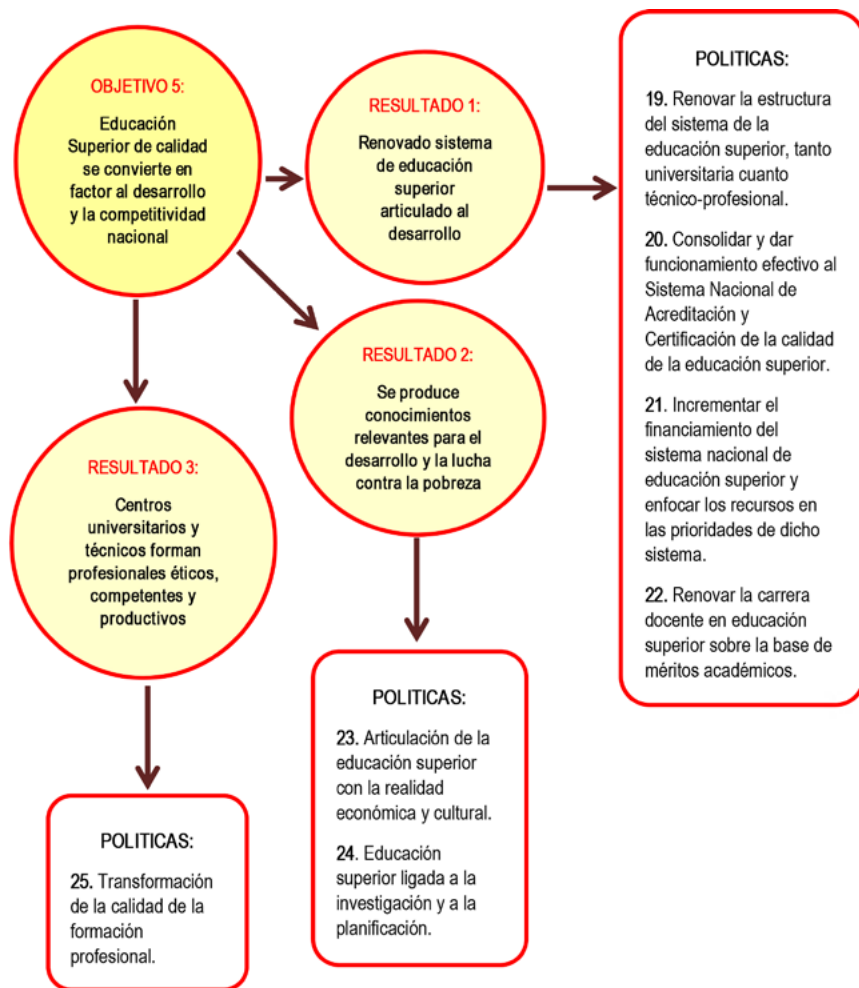 OBJETIVO 5:
Educación
Superior de calidad
se convierte en
factor al desarrollo
y la competitividad
nacional
RESULTADO 1:
Renovado sistema
de educación
superior
articulado al
desarrollo
POLITICAS:
19. Renovar la estructura
del sistema de la
educación superior, tanto
universitaria cuanto
técnico-profesional.
20. Consolidar y dar
funcionamiento efectivo al
Sistema Nacional de
Acreditación y
Certificación de la calidad
de la educación superior.
21. Incrementar el
financiamiento del
sistema nacional de
educación superior y
enfocar los recursos en
las prioridades de dicho
sistema.
22. Renovar la carrera
docente en educación
superior sobre la base de
méritos académicos.
RESULTADO 2:
Se produce
conocimientos
relevantes para el
desarrollo y la lucha
contra la pobreza
POLITICAS:
23. Articulación de la
educación superior
con la realidad
económica y cultural.
24. Educación
superior ligada a la
investigación y a la
planificación.
RESULTADO 3:
Centros
universitarios y
técnicos forman
profesionales éticos,
competentes y
productivos
POLITICAS:
25. Transformación
de la calidad de la
formación
profesional.